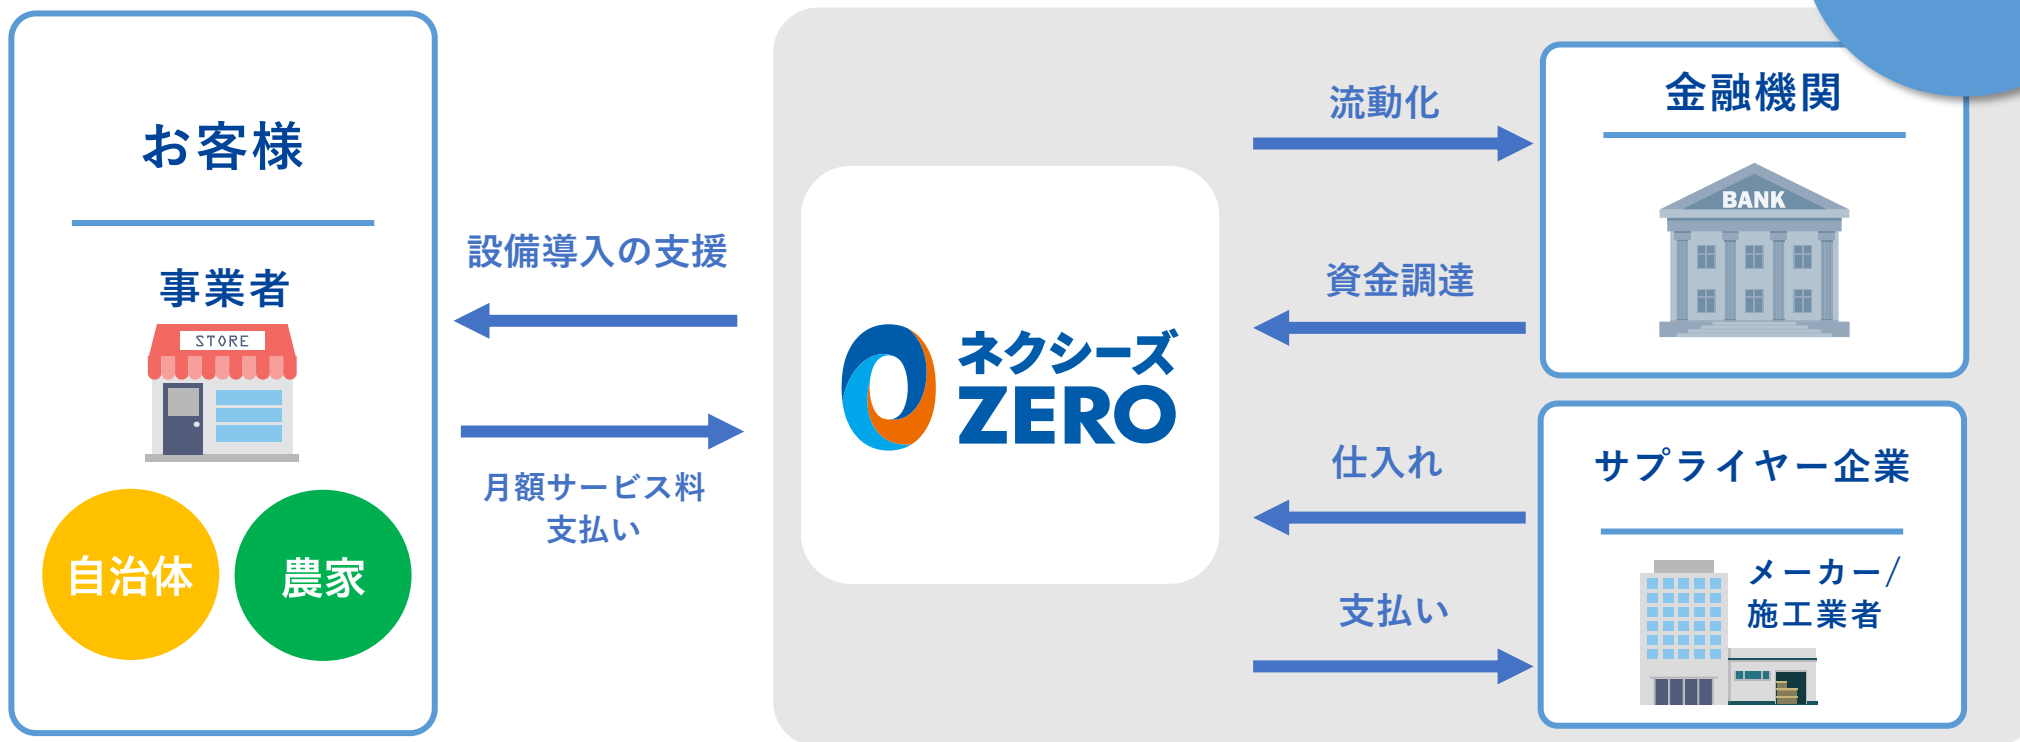 お客様
事業者
STORE
自治体
農家
設備導入の支援
月額サービス料
支払い
ネクシーズ
ZERO
流動化
資金調達
仕入れ
支払い
金融機関
BANK
サプライヤー企業
メーカー/
施工業者